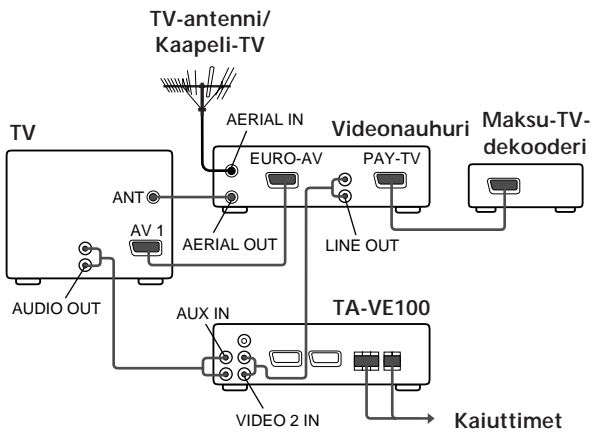 TV-antenni/
Kaapeli-TV
TV
AERIAL IN
Videonauhuri
Maksu-TV-
dekooderi
EURO-AV
PAY-TV
ANT
AV 1
AERIAL OUT
LINE OUT
AUDIO OUT
AUX IN
TA-VE100
VIDEO 2 IN
Kaiuttimet